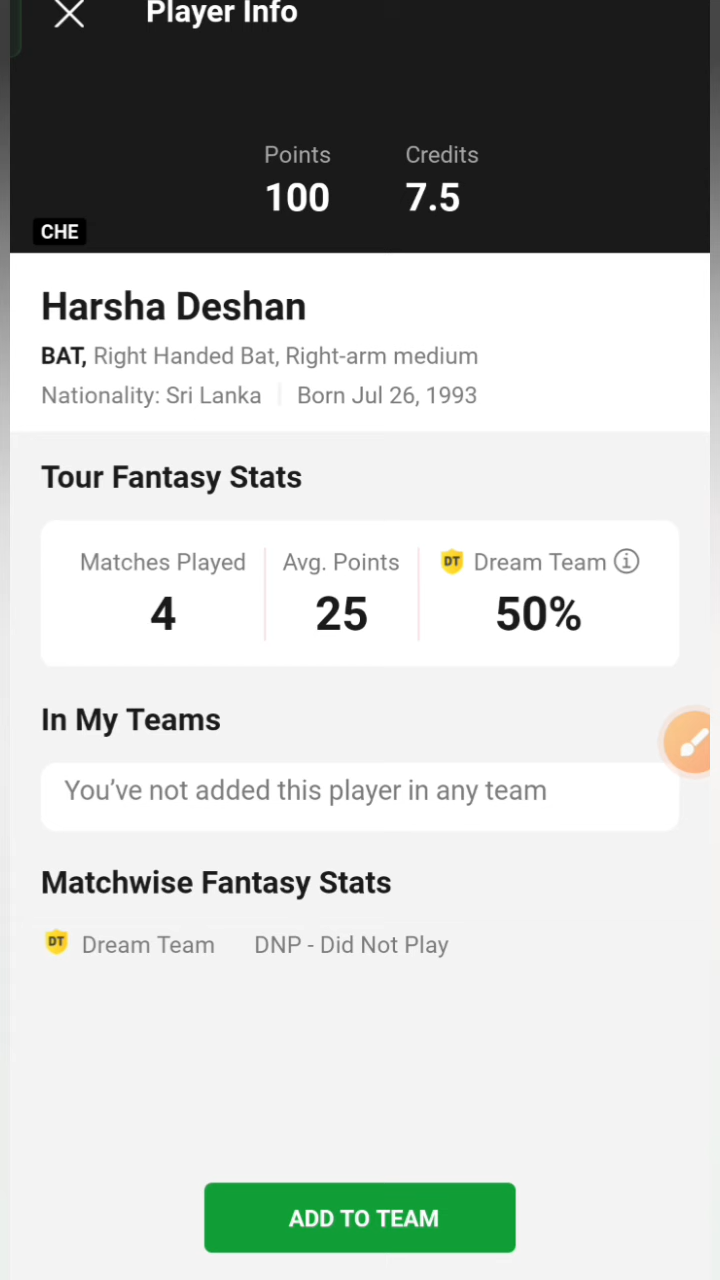 Player Info
Points Credits
100 7.5
CHE
Harsha Deshan
BAT, Right Handed Bat, Right-arm medium
Nationality: Sri Lanka Born Jul 26, 1993
Tour Fantasy Stats
Matches Played Avg. Points DT Dream Team i
4 25 50%
In My Teams
You’ve not added this player in any team
Matchwise Fantasy Stats
DT Dream Team DNP - Did Not Play
ADD TO TEAM